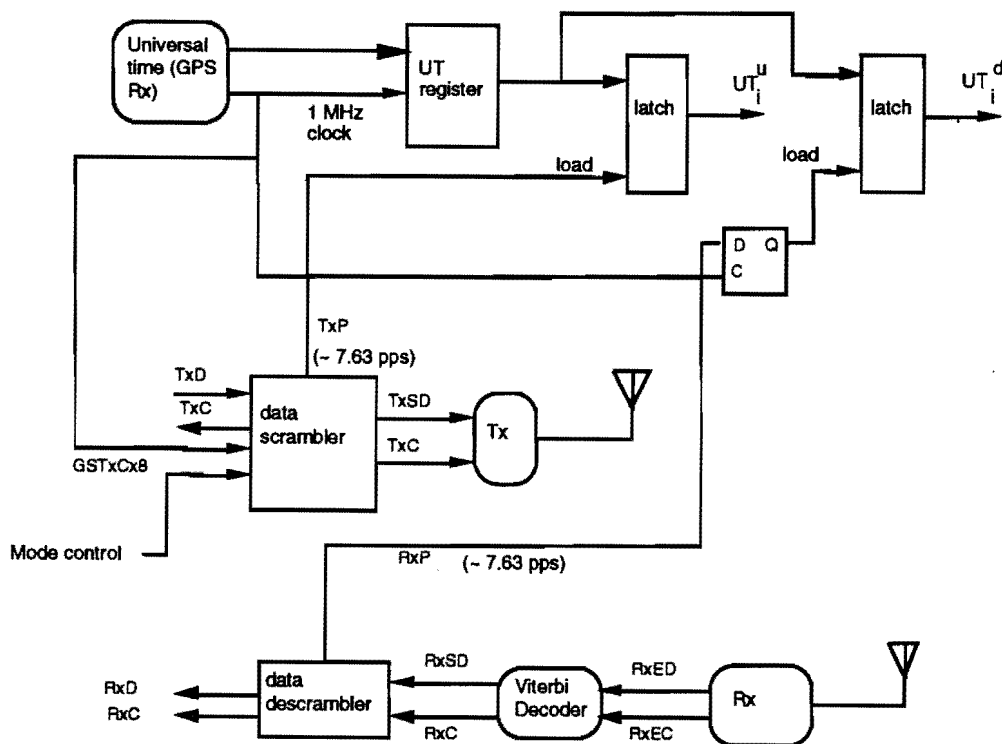 Universal
time (GPS
Rx)
UT
register
1 MHz
clock
latch
UT_i^u
latch
UT_i^d
load
load
D Q
C
TxP
(~ 7.63 pps)
TxD
TxC
GSTxCx8
data
scrambler
TxSD
TxC
Tx
Mode control
RxP (~ 7.63 pps)
RxD
RxC
data
descrambler
RxSD
RxC
Viterbi
Decoder
RxED
RxEC
Rx